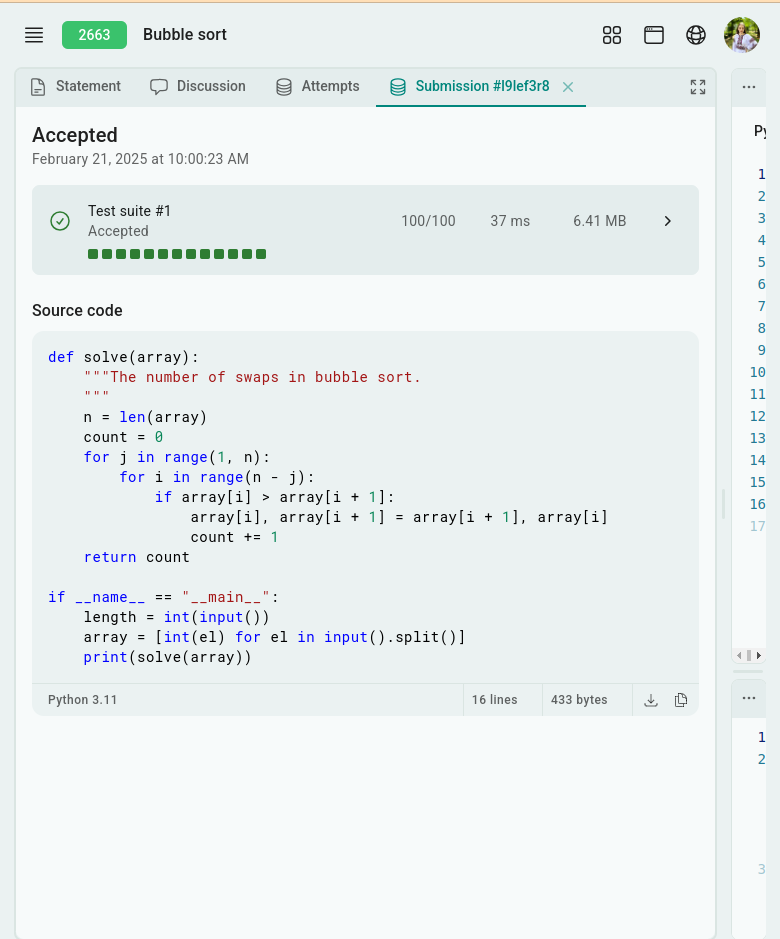 2663 Bubble sort
Statement Discussion Attempts Submission #l9lef3r8
Accepted
February 21, 2025 at 10:00:23 AM
Test suite #1
Accepted
100/100 37 ms 6.41 MB
Source code
def solve(array):
    """The number of swaps in bubble sort.
    """
    n = len(array)
    count = 0
    for j in range(1, n):
        for i in range(n - j):
            if array[i] > array[i + 1]:
                array[i], array[i + 1] = array[i + 1], array[i]
                count += 1
    return count
if __name__ == "__main__":
    length = int(input())
    array = [int(el) for el in input().split()]
    print(solve(array))
Python 3.11 16 lines 433 bytes
Py
1
2
3
4
5
6
7
8
9
10
11
12
13
14
15
16
17
1
2
3